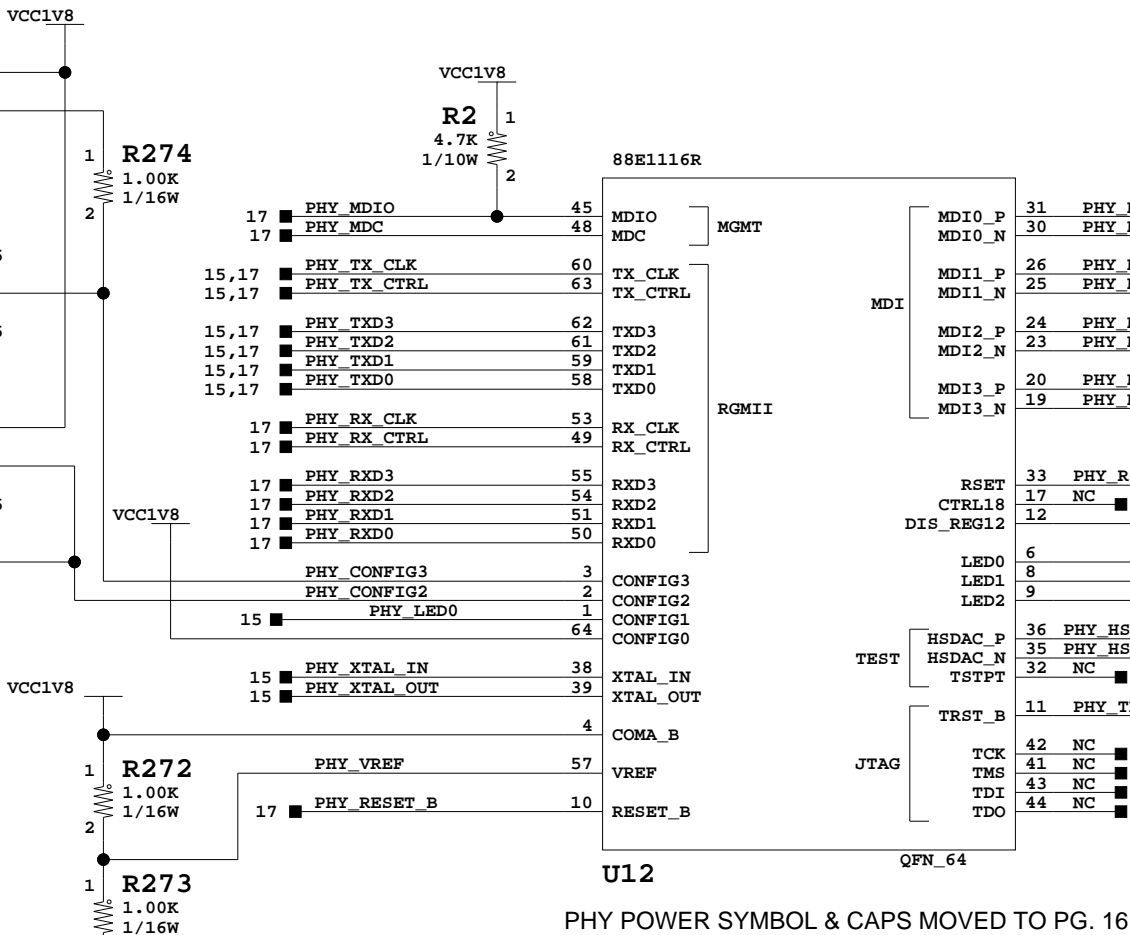 VCC1V8
VCC1V8
R2
1
4.7K
1/10W
2
1
R274
1.00K
1/16W
2
88E1116R
17 PHY_MDIO 45 MDIO
17 PHY_MDC 48 MDC
MGMT
15,17 PHY_TX_CLK 60 TX_CLK
15,17 PHY_TX_CTRL 63 TX_CTRL
15,17 PHY_TXD3 62 TXD3
15,17 PHY_TXD2 61 TXD2
15,17 PHY_TXD1 59 TXD1
15,17 PHY_TXD0 58 TXD0
RGMII
17 PHY_RX_CLK 53 RX_CLK
17 PHY_RX_CTRL 49 RX_CTRL
17 PHY_RXD3 55 RXD3
17 PHY_RXD2 54 RXD2
17 PHY_RXD1 51 RXD1
17 PHY_RXD0 50 RXD0
VCC1V8
PHY_CONFIG3 3 CONFIG3
PHY_CONFIG2 2 CONFIG2
15 PHY_LED0 1 CONFIG1
64 CONFIG0
15 PHY_XTAL_IN 38 XTAL_IN
15 PHY_XTAL_OUT 39 XTAL_OUT
VCC1V8
4 COMA_B
PHY_VREF 57 VREF
17 PHY_RESET_B 10 RESET_B
1
R272
1.00K
1/16W
2
1
R273
1.00K
1/16W
MDI
MDI0_P 31
MDI0_N 30
MDI1_P 26
MDI1_N 25
MDI2_P 24
MDI2_N 23
MDI3_P 20
MDI3_N 19
RSET 33 PHY_R
CTRL18 17 NC
DIS_REG12 12
LED0 6
LED1 8
LED2 9
TEST
HSDAC_P 36 PHY_HS
HSDAC_N 35 PHY_HS
TSTPT 32 NC
JTAG
TRST_B 11
TCK 42 NC
TMS 41 NC
TDI 43 NC
TDO 44 NC
U12
QFN_64
PHY POWER SYMBOL & CAPS MOVED TO PG. 16